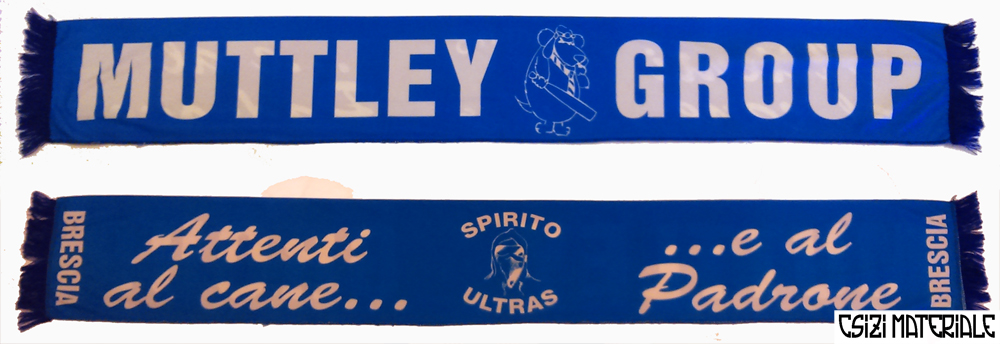 MUTTLEY GROUP
BRESCIA
Attenti
al cane...
SPIRITO
ULTRAS
...e al
Padrone
BRESCIA
CSIZI MATERIALE